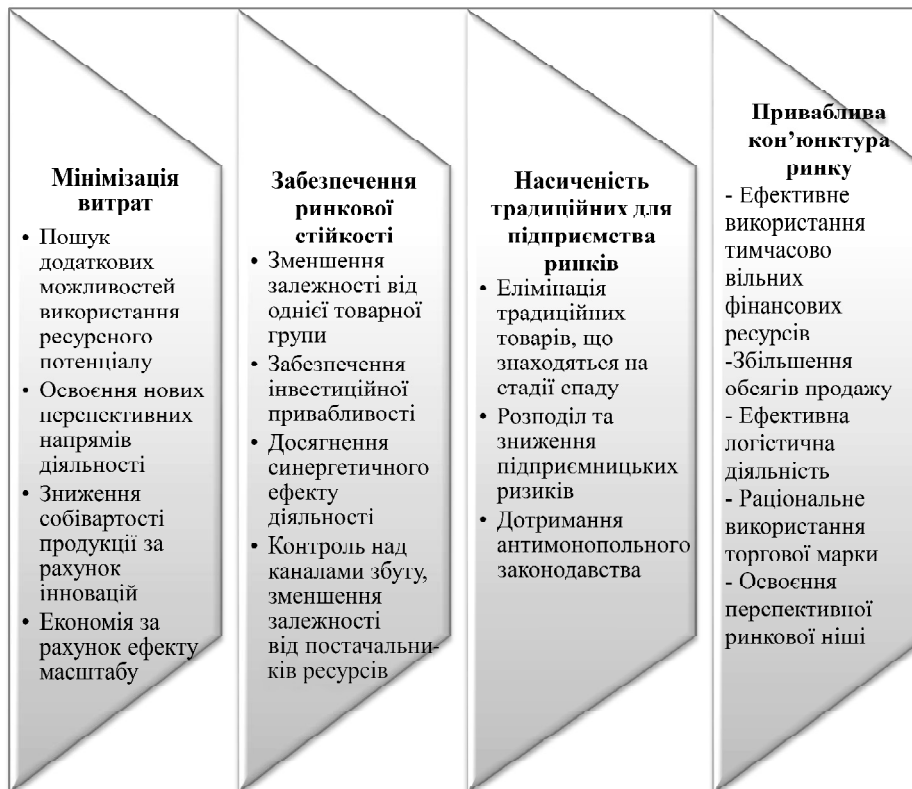 Мінімізація
витрат
• Пошук
додаткових
можливостей
використання
ресурсного
потенціалу
• Освоєння нових
перспективних
напрямів
діяльності
• Зниження
собівартості
продукції за
рахунок
інновацій
• Економія за
рахунок ефекту
масштабу
Забезпечення
ринкової
стійкості
• Зменшення
залежності від
однієї товарної
групи
• Забезпечення
інвестиційної
привабливості
• Досягнення
синергетичного
ефекту
діяльності
• Контроль над
каналами збуту,
зменшення
залежності
від постачальни-
ків ресурсів
Насиченість
традиційних для
підприємства
ринків
• Елімінація
традиційних
товарів, що
знаходяться на
стадії спаду
• Розподіл та
зниження
підприємницьких
ризиків
• Дотримання
антимонопольного
законодавства
Приваблива
кон’юнктура
ринку
- Ефективне
використання
тимчасово
вільних
фінансових
ресурсів
-Збільшення
обсягів продажу
- Ефективна
логістична
діяльність
- Раціональне
використання
торгової марки
- Освоєння
перспективної
ринкової ніші